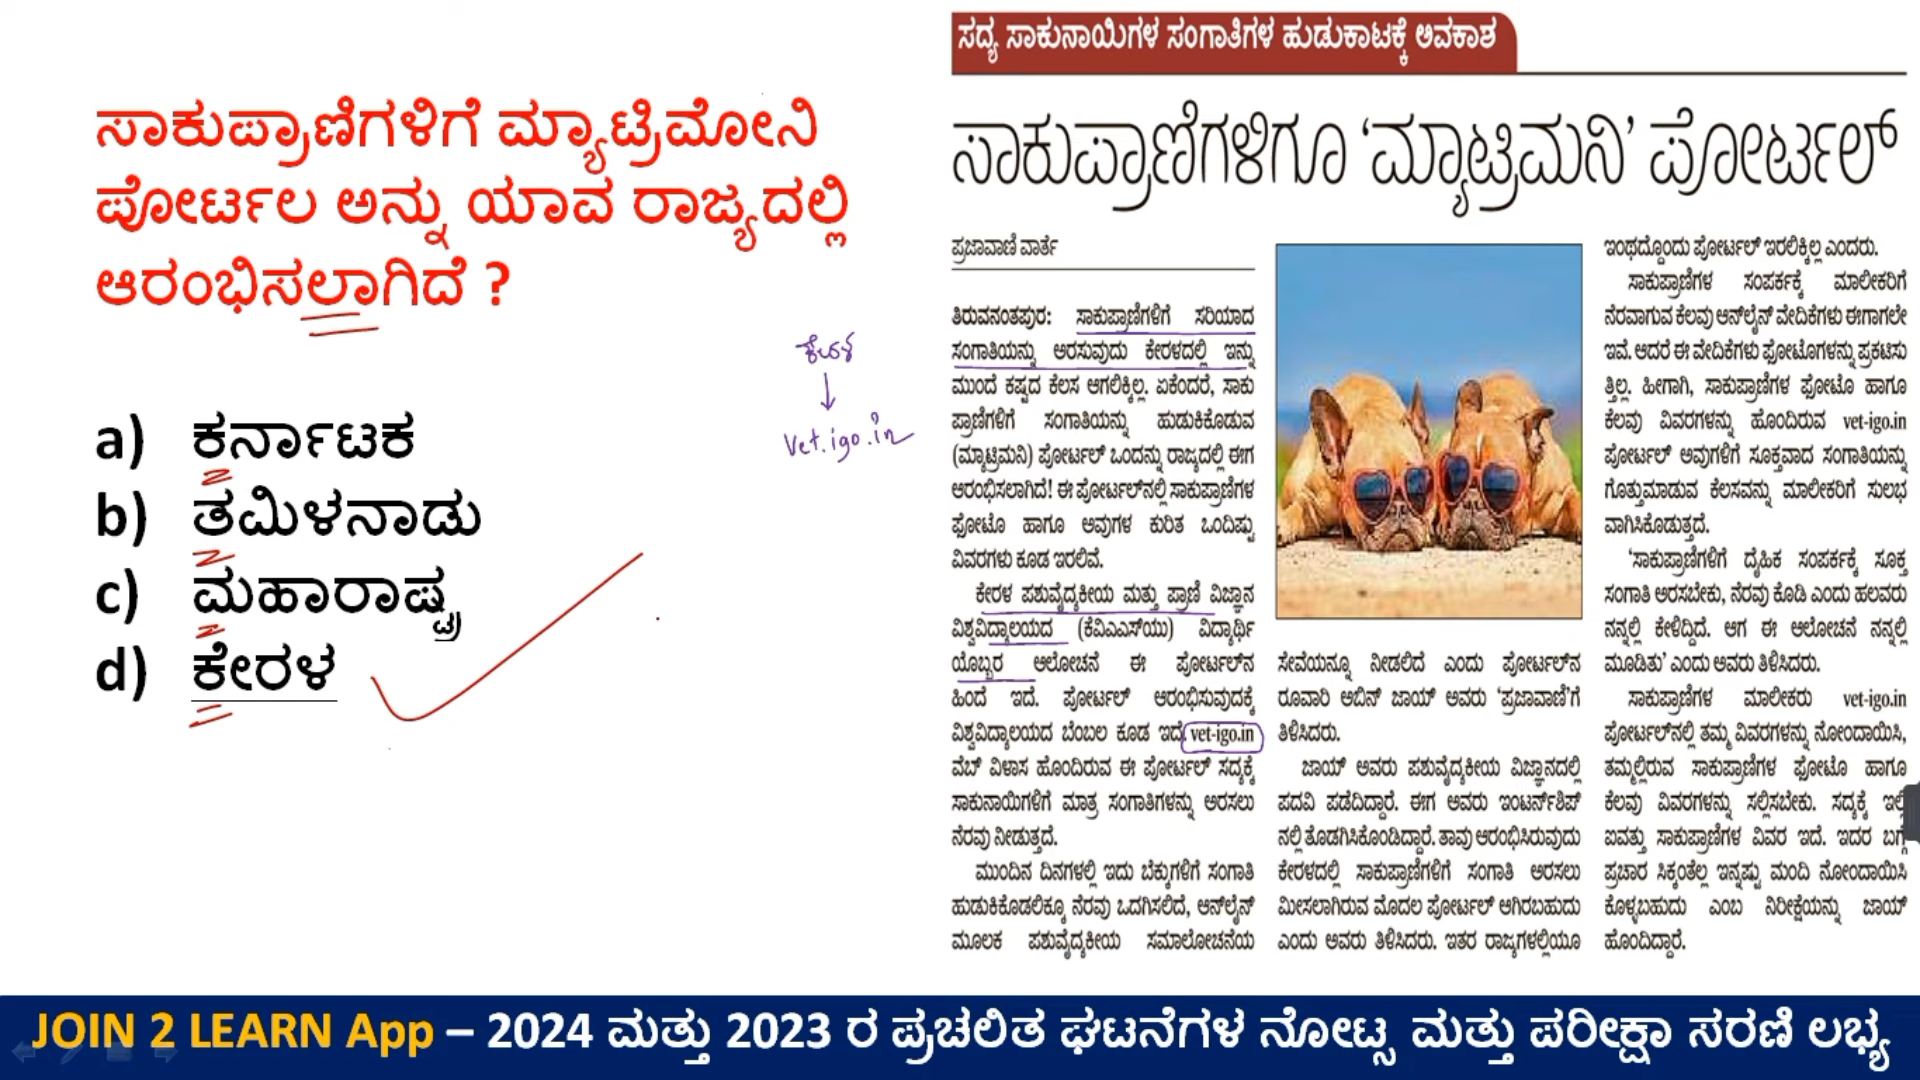 ಸಾಕುಪ್ರಾಣಿಗಳಿಗೆ ಮ್ಯಾಟ್ರಿಮೋನಿ
ಪೋರ್ಟಲ ಅನ್ನು ಯಾವ ರಾಜ್ಯದಲ್ಲಿ
ಆರಂಭಿಸಲಾಗಿದೆ ?
a) ಕರ್ನಾಟಕ
b) ತಮಿಳನಾಡು
c) ಮಹಾರಾಷ್ಟ್ರ
d) ಕೇರಳ
ಕೇರಳ
vet.igo.in
ಸದ್ಯ ಸಾಕುನಾಯಿಗಳ ಸಂಗಾತಿಗಳ ಹುಡುಕಾಟಕ್ಕೆ ಅವಕಾಶ
ಸಾಕುಪ್ರಾಣಿಗಳಿಗೂ ‘ಮ್ಯಾಟ್ರಿಮನಿ’ ಪೋರ್ಟಲ್
ಪ್ರಜಾವಾಣಿ ವಾರ್ತೆ
ತಿರುವನಂತಪುರ: ಸಾಕುಪ್ರಾಣಿಗಳಿಗೆ ಸರಿಯಾದ
ಸಂಗಾತಿಯನ್ನು ಅರಸುವುದು ಕೇರಳದಲ್ಲಿ ಇನ್ನು
ಮುಂದೆ ಕಷ್ಟದ ಕೆಲಸ ಆಗಲಿಕ್ಕಿಲ್ಲ. ಏಕೆಂದರೆ, ಸಾಕು
ಪ್ರಾಣಿಗಳಿಗೆ ಸಂಗಾತಿಯನ್ನು ಹುಡುಕಿಕೊಡುವ
(ಮ್ಯಾಟ್ರಿಮನಿ) ಪೋರ್ಟಲ್ ಒಂದನ್ನು ರಾಜ್ಯದಲ್ಲಿ ಈಗ
ಆರಂಭಿಸಲಾಗಿದೆ! ಈ ಪೋರ್ಟಲ್‌ನಲ್ಲಿ ಸಾಕುಪ್ರಾಣಿಗಳ
ಫೋಟೊ ಹಾಗೂ ಅವುಗಳ ಕುರಿತ ಒಂದಿಷ್ಟು
ವಿವರಗಳು ಕೂಡ ಇರಲಿವೆ.
ಕೇರಳ ಪಶುವೈದ್ಯಕೀಯ ಮತ್ತು ಪ್ರಾಣಿ ವಿಜ್ಞಾನ
ವಿಶ್ವವಿದ್ಯಾಲಯದ (ಕೆವಿಎಎಸ್‌ಯು) ವಿದ್ಯಾರ್ಥಿ
ಯೊಬ್ಬರ ಆಲೋಚನೆ ಈ ಪೋರ್ಟಲ್‌ನ
ಹಿಂದೆ ಇದೆ. ಪೋರ್ಟಲ್ ಆರಂಭಿಸುವುದಕ್ಕೆ
ವಿಶ್ವವಿದ್ಯಾಲಯದ ಬೆಂಬಲ ಕೂಡ ಇದೆ. vet-igo.in
ವೆಬ್ ವಿಳಾಸ ಹೊಂದಿರುವ ಈ ಪೋರ್ಟಲ್ ಸದ್ಯಕ್ಕೆ
ಸಾಕುನಾಯಿಗಳಿಗೆ ಮಾತ್ರ ಸಂಗಾತಿಗಳನ್ನು ಅರಸಲು
ನೆರವು ನೀಡುತ್ತದೆ.
ಮುಂದಿನ ದಿನಗಳಲ್ಲಿ ಇದು ಬೆಕ್ಕುಗಳಿಗೆ ಸಂಗಾತಿ
ಹುಡುಕಿಕೊಡಲಿಕ್ಕೂ ನೆರವು ಒದಗಿಸಲಿದೆ, ಆನ್‌ಲೈನ್
ಮೂಲಕ ಪಶುವೈದ್ಯಕೀಯ ಸಮಾಲೋಚನೆಯ
ಸೇವೆಯನ್ನೂ ನೀಡಲಿದೆ ಎಂದು ಪೋರ್ಟಲ್‌ನ
ರೂವಾರಿ ಅಬಿನ್ ಜಾಯ್ ಅವರು ‘ಪ್ರಜಾವಾಣಿ’ಗೆ
ತಿಳಿಸಿದರು.
ಜಾಯ್ ಅವರು ಪಶುವೈದ್ಯಕೀಯ ವಿಜ್ಞಾನದಲ್ಲಿ
ಪದವಿ ಪಡೆದಿದ್ದಾರೆ. ಈಗ ಅವರು ಇಂಟರ್ನ್‌ಶಿಪ್
ನಲ್ಲಿ ತೊಡಗಿಸಿಕೊಂಡಿದ್ದಾರೆ. ತಾವು ಆರಂಭಿಸಿರುವುದು
ಕೇರಳದಲ್ಲಿ ಸಾಕುಪ್ರಾಣಿಗಳಿಗೆ ಸಂಗಾತಿ ಅರಸಲು
ಮೀಸಲಾಗಿರುವ ಮೊದಲ ಪೋರ್ಟಲ್ ಆಗಿರಬಹುದು
ಎಂದು ಅವರು ತಿಳಿಸಿದರು. ಇತರ ರಾಜ್ಯಗಳಲ್ಲಿಯೂ
ಇಂಥದ್ದೊಂದು ಪೋರ್ಟಲ್ ಇರಲಿಕ್ಕಿಲ್ಲ ಎಂದರು.
ಸಾಕುಪ್ರಾಣಿಗಳ ಸಂಪರ್ಕಕ್ಕೆ ಮಾಲೀಕರಿಗೆ
ನೆರವಾಗುವ ಕೆಲವು ಆನ್‌ಲೈನ್ ವೇದಿಕೆಗಳು ಈಗಾಗಲೇ
ಇವೆ. ಆದರೆ ಈ ವೇದಿಕೆಗಳು ಫೋಟೊಗಳನ್ನು ಪ್ರಕಟಿಸು
ತ್ತಿಲ್ಲ. ಹೀಗಾಗಿ, ಸಾಕುಪ್ರಾಣಿಗಳ ಫೋಟೊ ಹಾಗೂ
ಕೆಲವು ವಿವರಗಳನ್ನು ಹೊಂದಿರುವ vet-igo.in
ಪೋರ್ಟಲ್ ಅವುಗಳಿಗೆ ಸೂಕ್ತವಾದ ಸಂಗಾತಿಯನ್ನು
ಗೊತ್ತುಮಾಡುವ ಕೆಲಸವನ್ನು ಮಾಲೀಕರಿಗೆ ಸುಲಭ
ವಾಗಿಸಿಕೊಡುತ್ತದೆ.
‘ಸಾಕುಪ್ರಾಣಿಗಳಿಗೆ ದೈಹಿಕ ಸಂಪರ್ಕಕ್ಕೆ ಸೂಕ್ತ
ಸಂಗಾತಿ ಅರಸಬೇಕು, ನೆರವು ಕೊಡಿ ಎಂದು ಹಲವರು
ನನ್ನಲ್ಲಿ ಕೇಳಿದ್ದಿದೆ. ಆಗ ಈ ಆಲೋಚನೆ ನನ್ನಲ್ಲಿ
ಮೂಡಿತು’ ಎಂದು ಅವರು ತಿಳಿಸಿದರು.
ಸಾಕುಪ್ರಾಣಿಗಳ ಮಾಲೀಕರು vet-igo.in
ಪೋರ್ಟಲ್‌ನಲ್ಲಿ ತಮ್ಮ ವಿವರಗಳನ್ನು ನೋಂದಾಯಿಸಿ,
ತಮ್ಮಲ್ಲಿರುವ ಸಾಕುಪ್ರಾಣಿಗಳ ಫೋಟೊ ಹಾಗೂ
ಕೆಲವು ವಿವರಗಳನ್ನು ಸಲ್ಲಿಸಬೇಕು. ಸದ್ಯಕ್ಕೆ ಇಲ್ಲಿ
ಐವತ್ತು ಸಾಕುಪ್ರಾಣಿಗಳ ವಿವರ ಇದೆ. ಇದರ ಬಗ್ಗೆ
ಪ್ರಚಾರ ಸಿಕ್ಕಂತೆಲ್ಲ ಇನ್ನಷ್ಟು ಮಂದಿ ನೋಂದಾಯಿಸಿ
ಕೊಳ್ಳಬಹುದು ಎಂಬ ನಿರೀಕ್ಷೆಯನ್ನು ಜಾಯ್
ಹೊಂದಿದ್ದಾರೆ.
JOIN 2 LEARN App – 2024 ಮತ್ತು 2023 ರ ಪ್ರಚಲಿತ ಘಟನೆಗಳ ನೋಟ್ಸ ಮತ್ತು ಪರೀಕ್ಷಾ ಸರಣಿ ಲಭ್ಯ